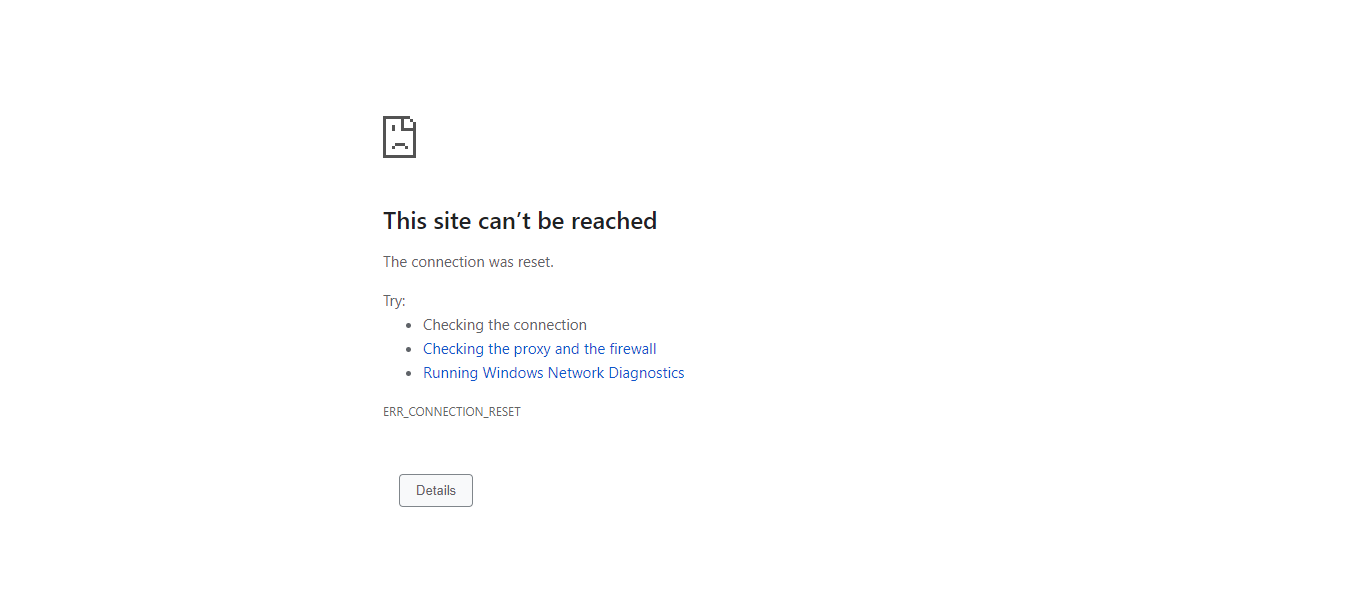 This site can’t be reached
The connection was reset.
Try:
Checking the connection
Checking the proxy and the firewall
Running Windows Network Diagnostics
ERR_CONNECTION_RESET
Details